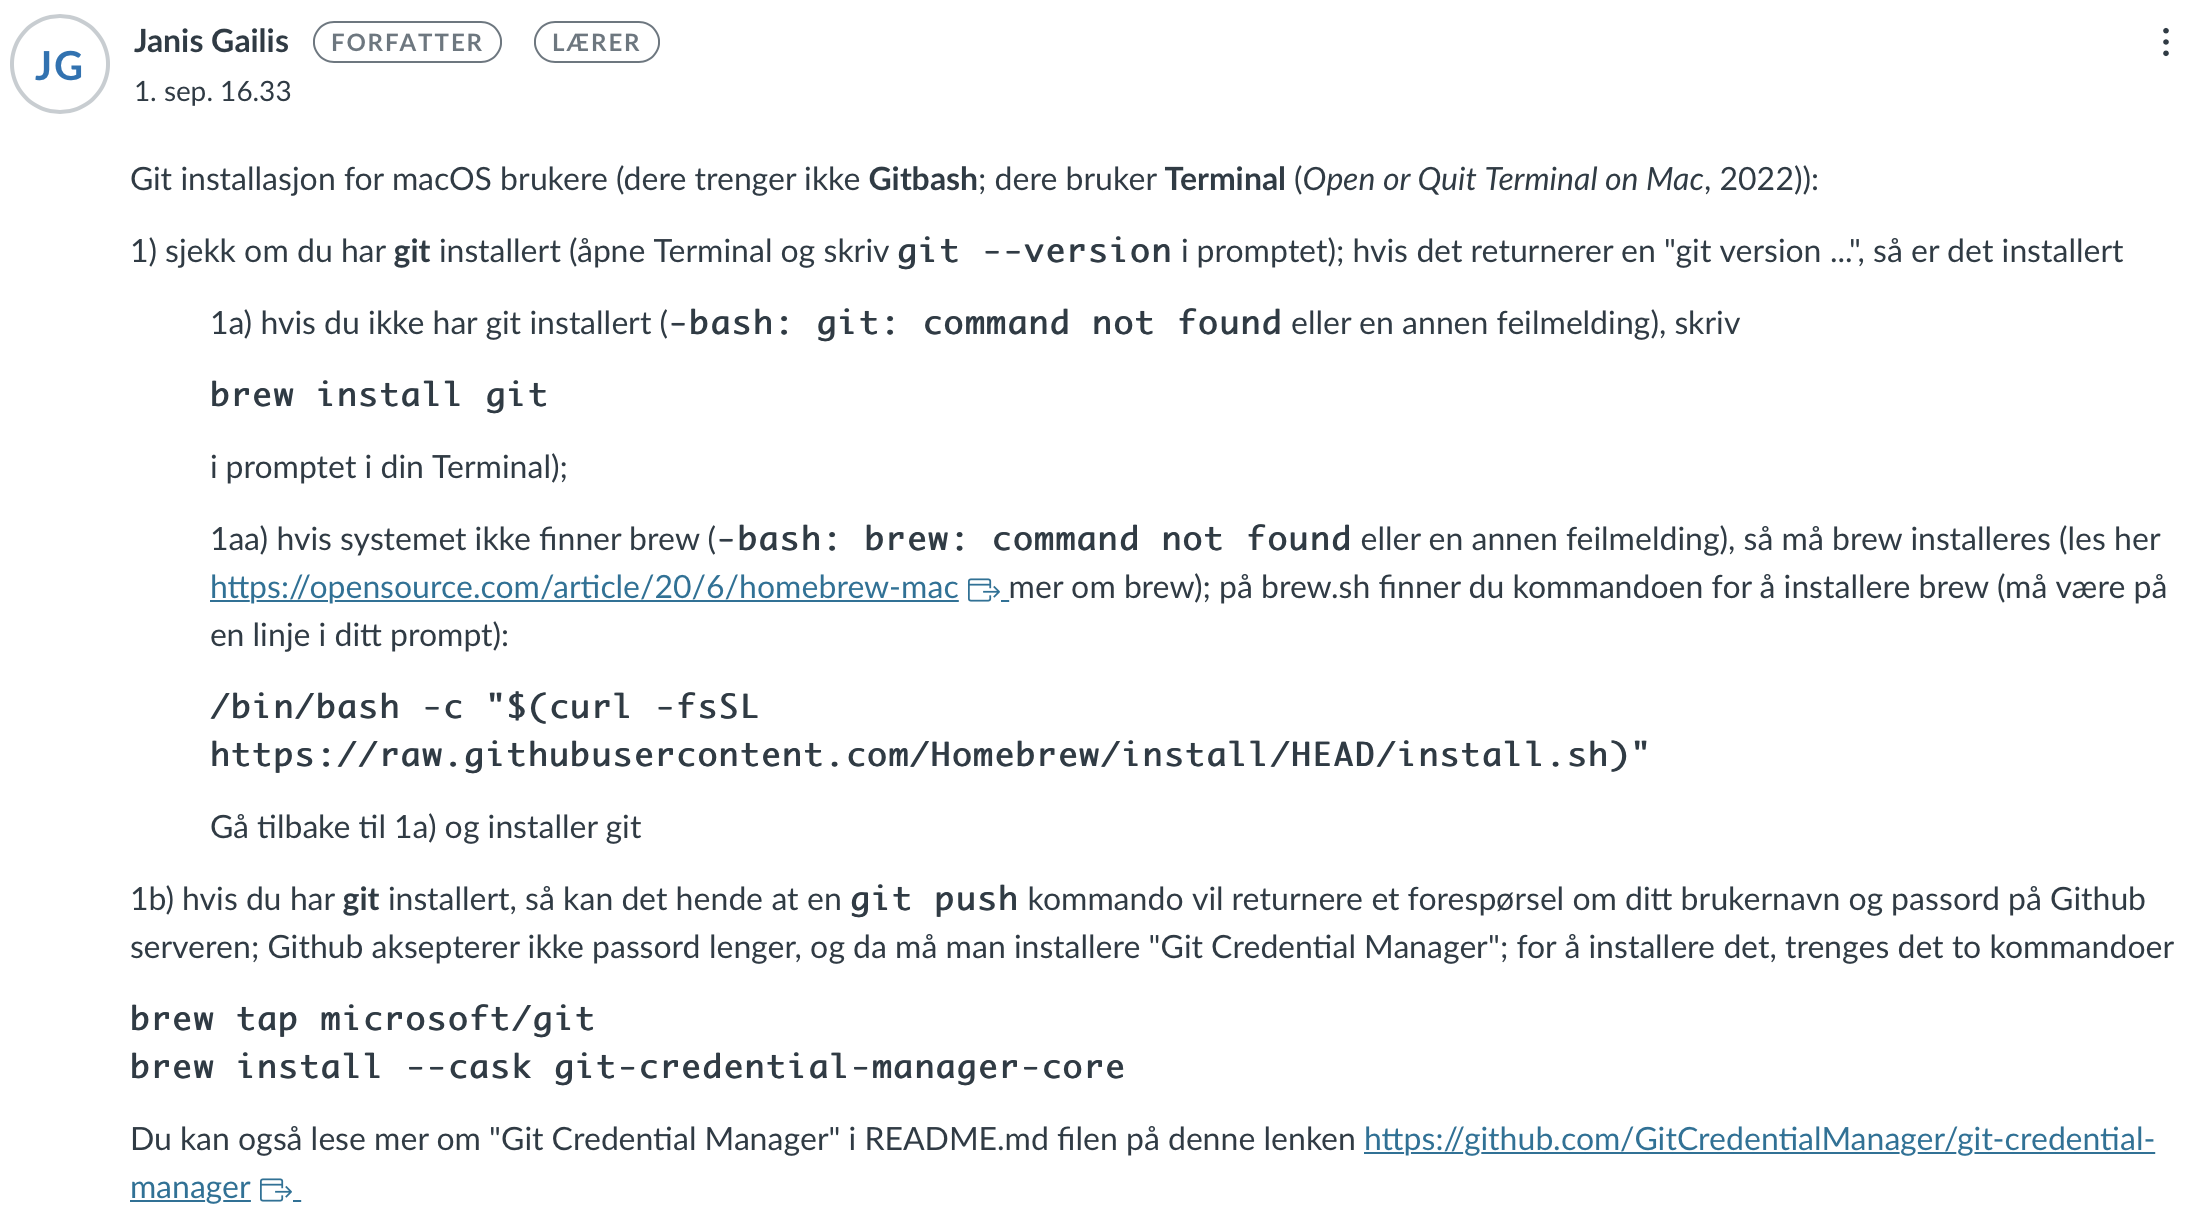 JG
Janis Gailis FORFATTER LÆRER
1. sep. 16.33
Git installasjon for macOS brukere (dere trenger ikke Gitbash; dere bruker Terminal (Open or Quit Terminal on Mac, 2022)):
1) sjekk om du har git installert (åpne Terminal og skriv git --version i promptet); hvis det returnerer en "git version ...", så er det installert
1a) hvis du ikke har git installert (-bash: git: command not found eller en annen feilmelding), skriv
brew install git
i promptet i din Terminal);
1aa) hvis systemet ikke finner brew (-bash: brew: command not found eller en annen feilmelding), så må brew installeres (les her
https://opensource.com/article/20/6/homebrew-mac mer om brew); på brew.sh finner du kommandoen for å installere brew (må være på
en linje i ditt prompt):
/bin/bash -c "$(curl -fsSL
https://raw.githubusercontent.com/Homebrew/install/HEAD/install.sh)"
Gå tilbake til 1a) og installer git
1b) hvis du har git installert, så kan det hende at en git push kommando vil returnere et forespørsel om ditt brukernavn og passord på Github
serveren; Github aksepterer ikke passord lenger, og da må man installere "Git Credential Manager"; for å installere det, trenges det to kommandoer
brew tap microsoft/git
brew install --cask git-credential-manager-core
Du kan også lese mer om "Git Credential Manager" i README.md filen på denne lenken https://github.com/GitCredentialManager/git-credential-
manager